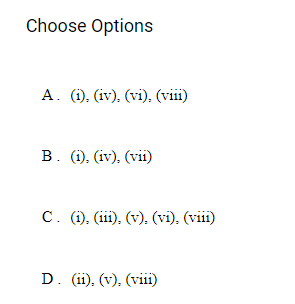 Choose Options
A. (i), (iv), (vi), (viii)
B. (i), (iv), (vii)
C. (i), (iii), (v), (vi), (viii)
D. (ii), (v), (viii)